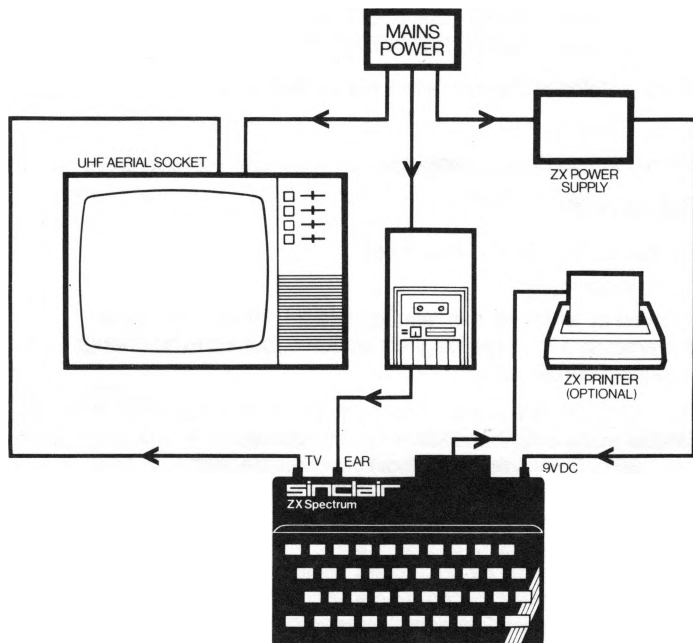 MAINS
POWER
UHF AERIAL SOCKET
ZX POWER
SUPPLY
ZX PRINTER
(OPTIONAL)
TV
EAR
9V DC
sinclair
ZX Spectrum